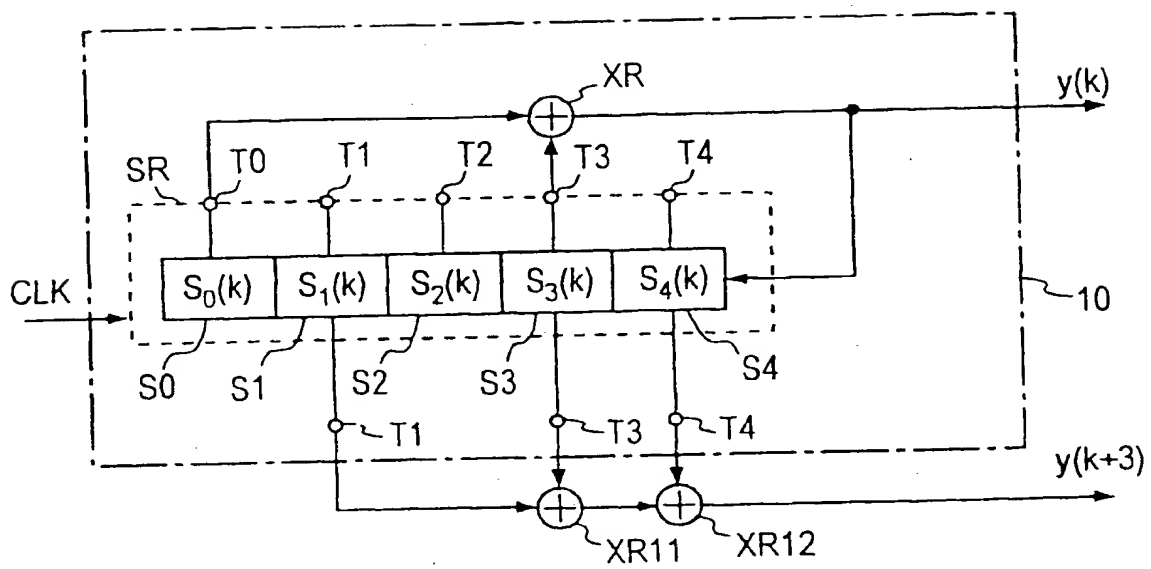 XR
y(k)
SR T0 T1 T2 T3 T4
S0(k) S1(k) S2(k) S3(k) S4(k)
CLK
10
S0 S1 S2 S3 S4
T1 T3 T4
y(k+3)
XR11 XR12